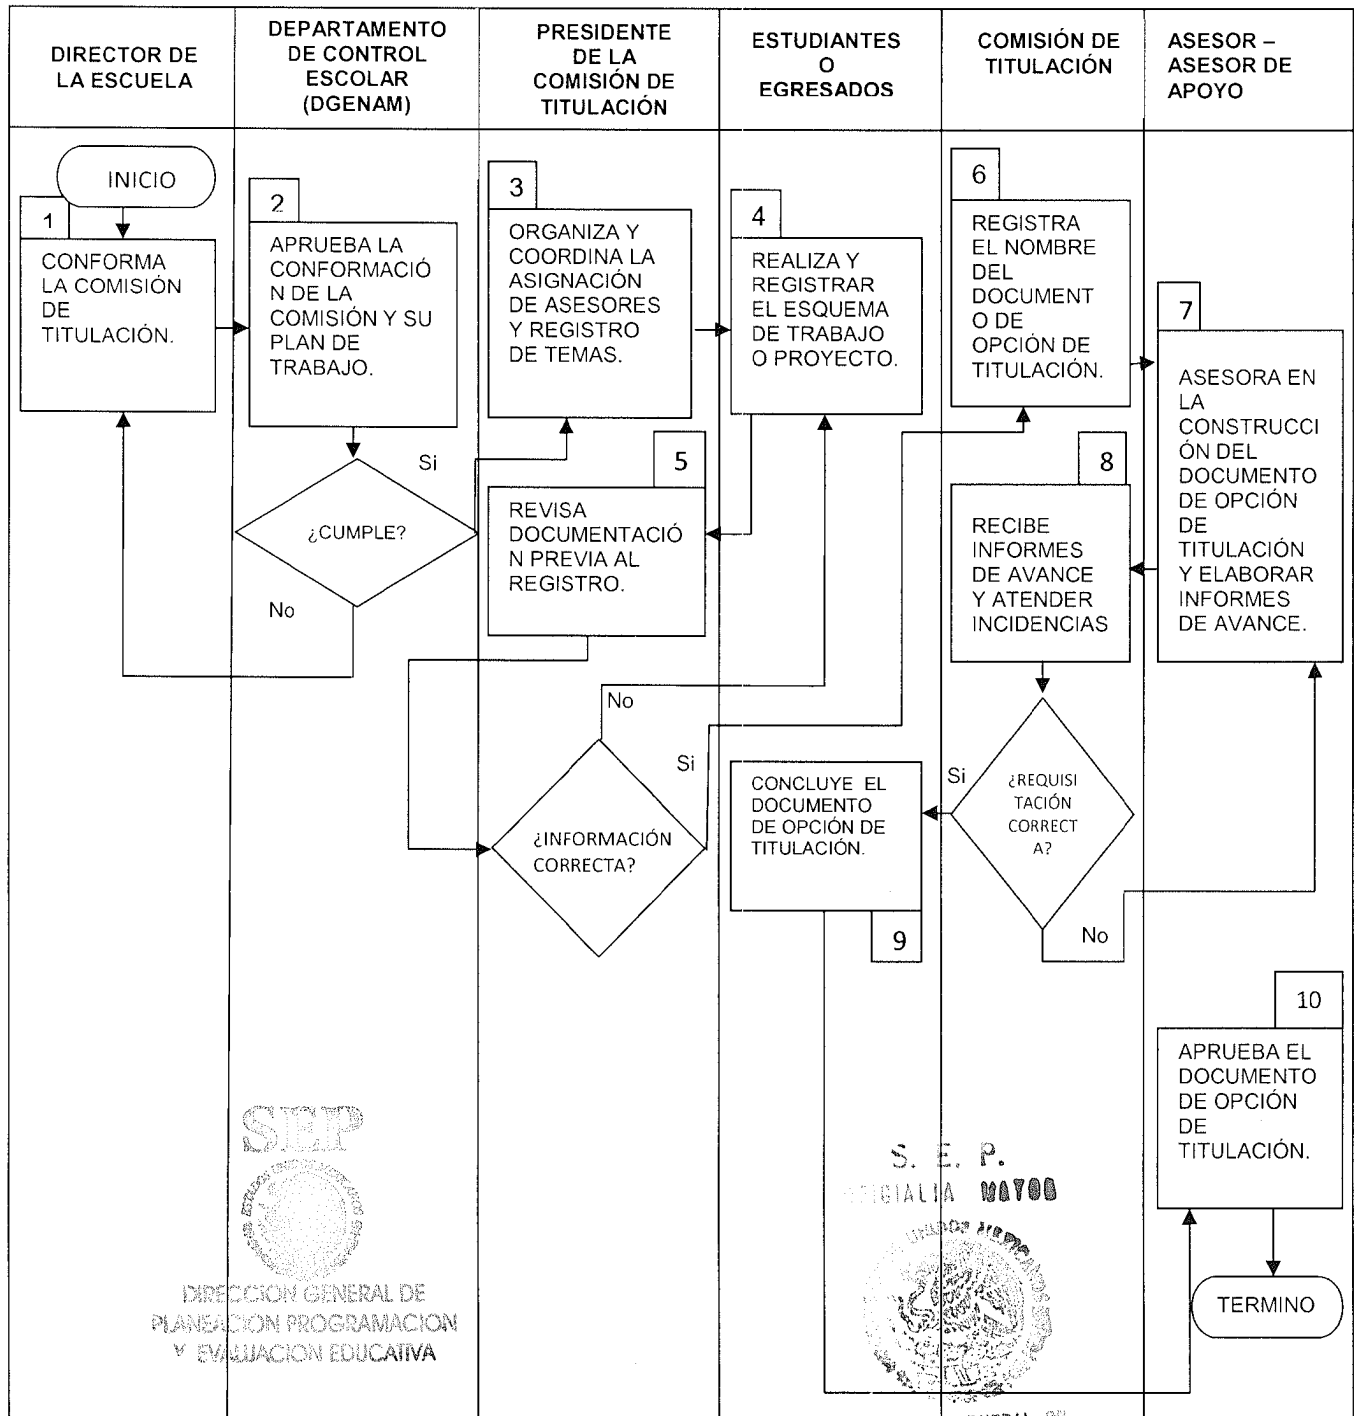 DIRECTOR DE
LA ESCUELA
DEPARTAMENTO
DE CONTROL
ESCOLAR
(DGENAM)
PRESIDENTE
DE LA
COMISIÓN DE
TITULACIÓN
ESTUDIANTES
O
EGRESADOS
COMISIÓN DE
TITULACIÓN
ASESOR –
ASESOR DE
APOYO
INICIO
1
CONFORMA
LA COMISIÓN
DE
TITULACIÓN.
2
APRUEBA LA
CONFORMACIÓ
N DE LA
COMISIÓN Y SU
PLAN DE
TRABAJO.
¿CUMPLE?
Si
No
3
ORGANIZA Y
COORDINA LA
ASIGNACIÓN
DE ASESORES
Y REGISTRO
DE TEMAS.
4
REALIZA Y
REGISTRAR
EL ESQUEMA
DE TRABAJO
O PROYECTO.
5
REVISA
DOCUMENTACIÓ
N PREVIA AL
REGISTRO.
¿INFORMACIÓN
CORRECTA?
No
Si
6
REGISTRA
EL NOMBRE
DEL
DOCUMENT
O DE
OPCIÓN DE
TITULACIÓN.
7
ASESORA EN
LA
CONSTRUCCI
ÓN DEL
DOCUMENTO
DE OPCIÓN
DE
TITULACIÓN
Y ELABORAR
INFORMES
DE AVANCE.
8
RECIBE
INFORMES
DE AVANCE
Y ATENDER
INCIDENCIAS
¿REQUISI
TACIÓN
CORRECT
A?
Si
No
CONCLUYE EL
DOCUMENTO
DE OPCIÓN DE
TITULACIÓN.
9
10
APRUEBA EL
DOCUMENTO
DE OPCIÓN
DE
TITULACIÓN.
TERMINO
SEP
DIRECCION GENERAL DE
PLANEACION PROGRAMACION
Y EVALUACION EDUCATIVA
S. E. P.